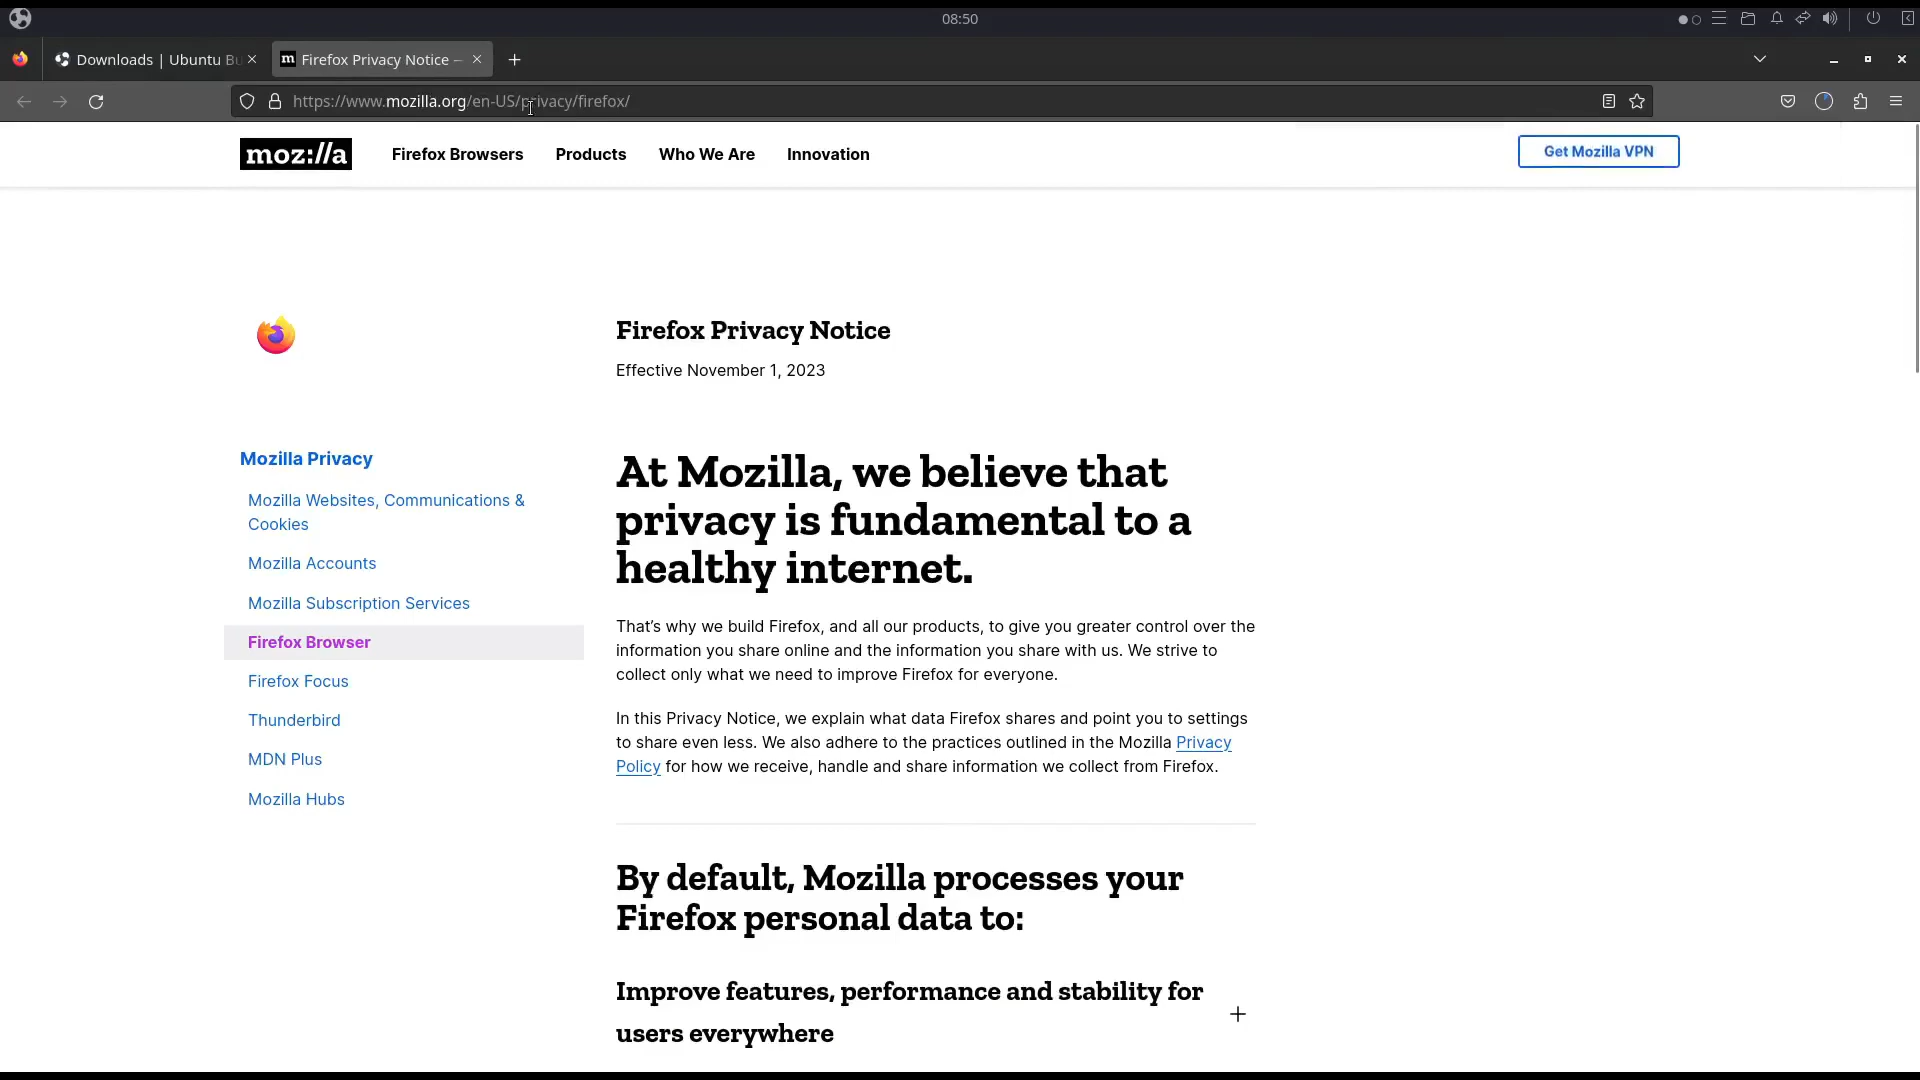 08:50
Downloads | Ubuntu Bu
Firefox Privacy Notice —
https://www.mozilla.org/en-US/privacy/firefox/
moz://a
Firefox Browsers
Products
Who We Are
Innovation
Get Mozilla VPN
Firefox Privacy Notice
Effective November 1, 2023
Mozilla Privacy
Mozilla Websites, Communications &
Cookies
Mozilla Accounts
Mozilla Subscription Services
Firefox Browser
Firefox Focus
Thunderbird
MDN Plus
Mozilla Hubs
At Mozilla, we believe that
privacy is fundamental to a
healthy internet.
That’s why we build Firefox, and all our products, to give you greater control over the
information you share online and the information you share with us. We strive to
collect only what we need to improve Firefox for everyone.
In this Privacy Notice, we explain what data Firefox shares and point you to settings
to share even less. We also adhere to the practices outlined in the Mozilla Privacy
Policy for how we receive, handle and share information we collect from Firefox.
By default, Mozilla processes your
Firefox personal data to:
Improve features, performance and stability for
users everywhere